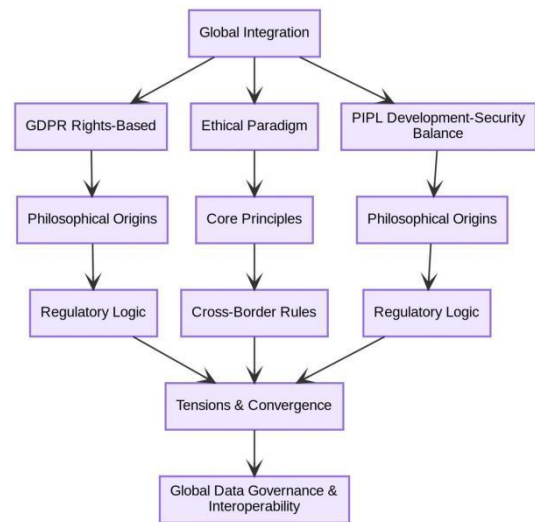 Global Integration
GDPR Rights-Based
Ethical Paradigm
PIPL Development-Security
Balance
Philosophical Origins
Core Principles
Philosophical Origins
Regulatory Logic
Cross-Border Rules
Regulatory Logic
Tensions & Convergence
Global Data Governance &
Interoperability